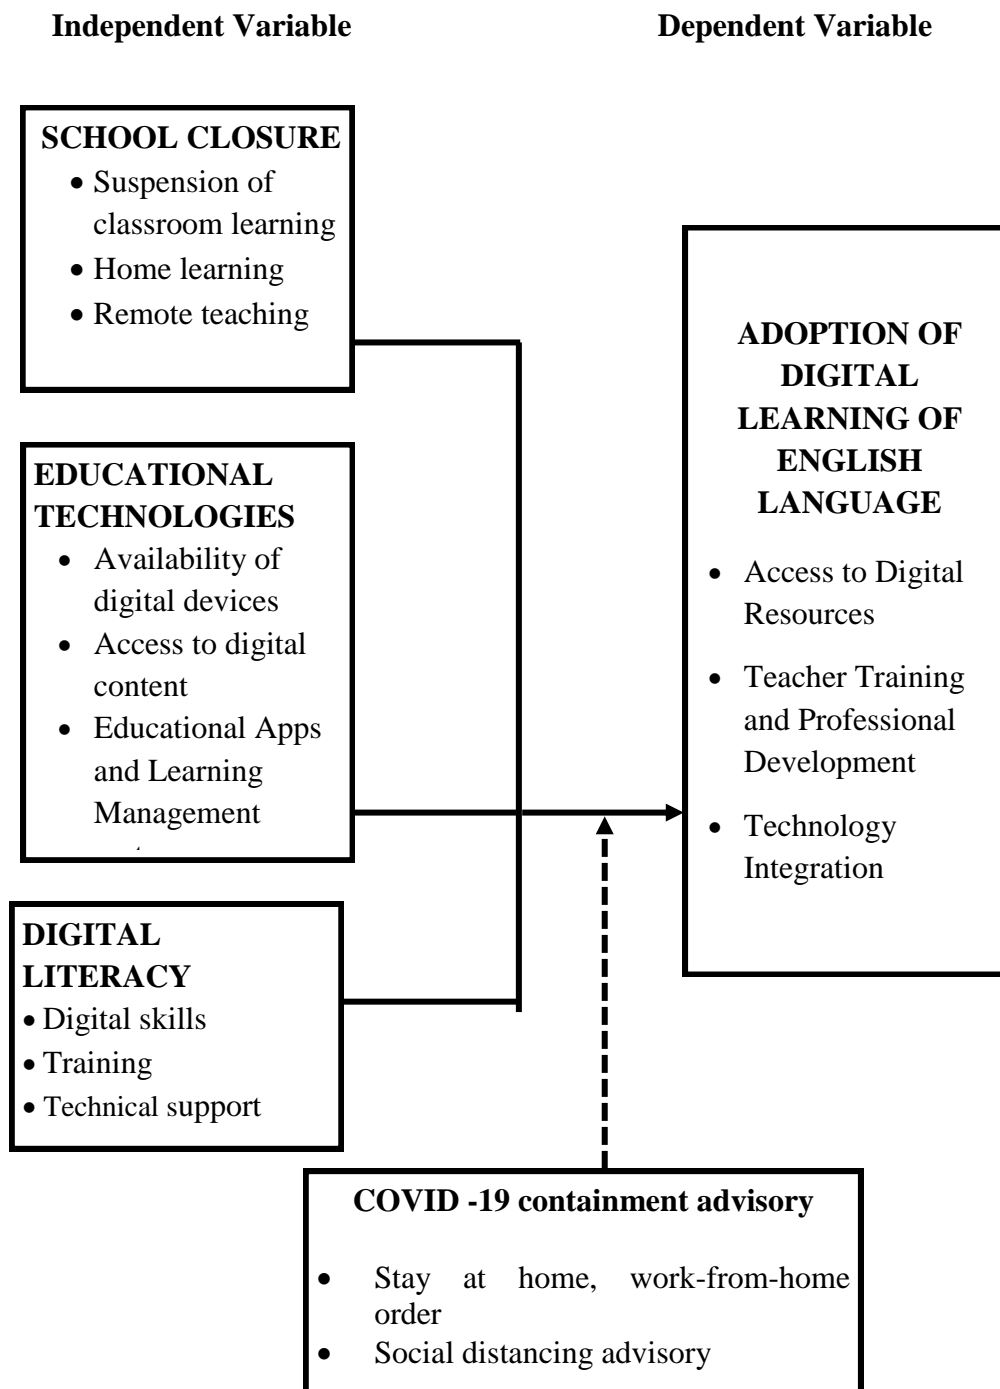 Independent Variable
Dependent Variable
SCHOOL CLOSURE
• Suspension of
classroom learning
• Home learning
• Remote teaching
EDUCATIONAL
TECHNOLOGIES
• Availability of
digital devices
• Access to digital
content
• Educational Apps
and Learning
Management
DIGITAL
LITERACY
• Digital skills
• Training
• Technical support
ADOPTION OF
DIGITAL
LEARNING OF
ENGLISH
LANGUAGE
• Access to Digital
Resources
• Teacher Training
and Professional
Development
• Technology
Integration
COVID -19 containment advisory
• Stay at home, work-from-home
order
• Social distancing advisory